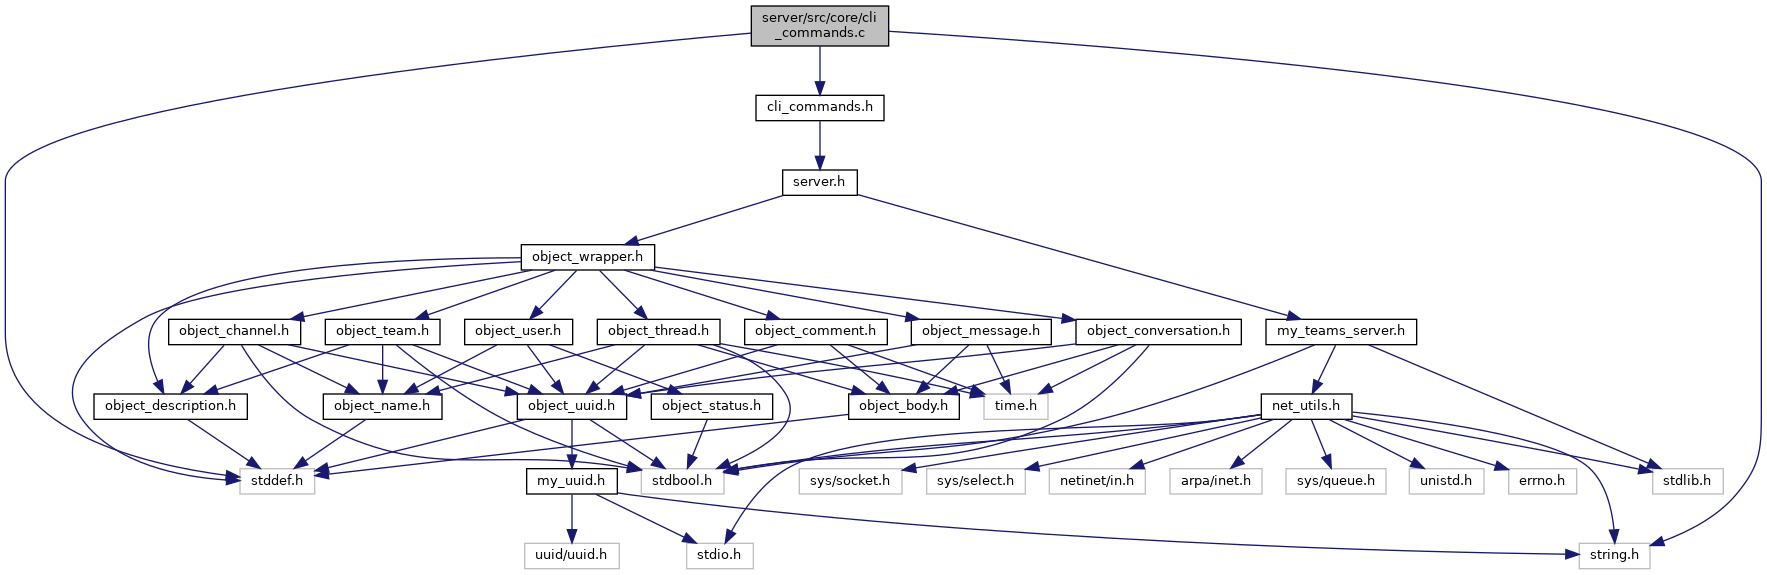 server/src/core/cli
_commands.c
cli_commands.h
server.h
object_wrapper.h
object_channel.h
object_team.h
object_user.h
object_thread.h
object_comment.h
object_message.h
object_conversation.h
my_teams_server.h
object_description.h
object_name.h
object_uuid.h
object_status.h
object_body.h
time.h
net_utils.h
stddef.h
my_uuid.h
stdbool.h
sys/socket.h
sys/select.h
netinet/in.h
arpa/inet.h
sys/queue.h
unistd.h
errno.h
stdlib.h
uuid/uuid.h
stdio.h
string.h